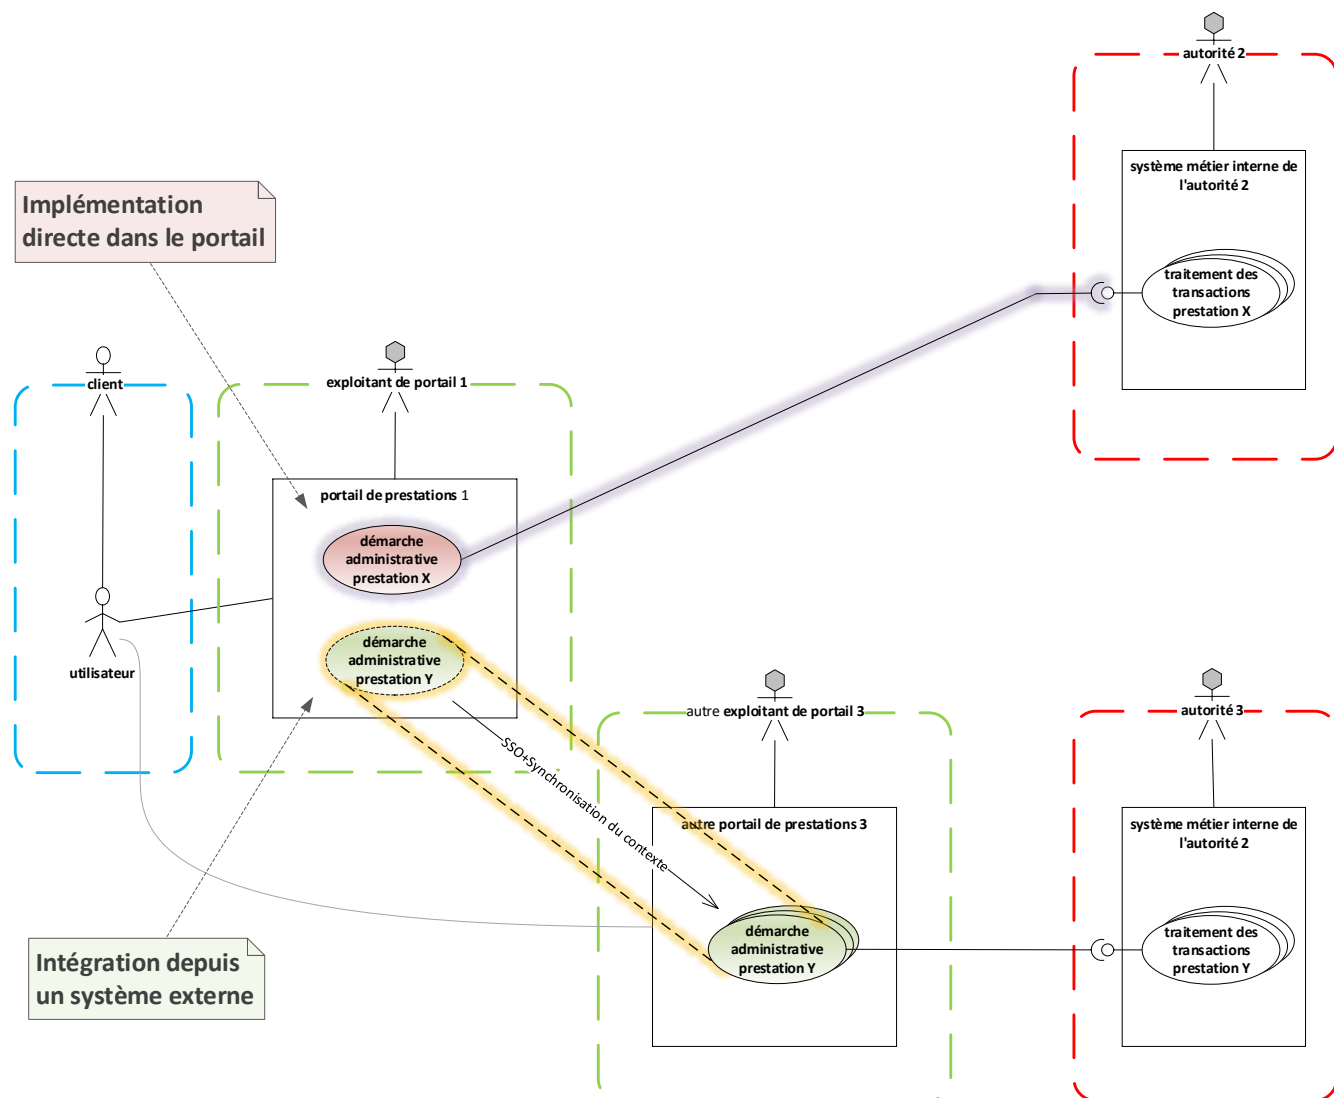 autorité 2
système métier interne de
l'autorité 2
traitement des
transactions
prestation X
Implémentation
directe dans le portail
client
exploitant de portail 1
portail de prestations 1
démarche
administrative
prestation X
utilisateur
démarche
administrative
prestation Y
SSO+Synchronisation du contexte
autre exploitant de portail 3
autorité 3
autre portail de prestations 3
système métier interne de
l'autorité 2
démarche
administrative
prestation Y
traitement des
transactions
prestation Y
Intégration depuis
un système externe